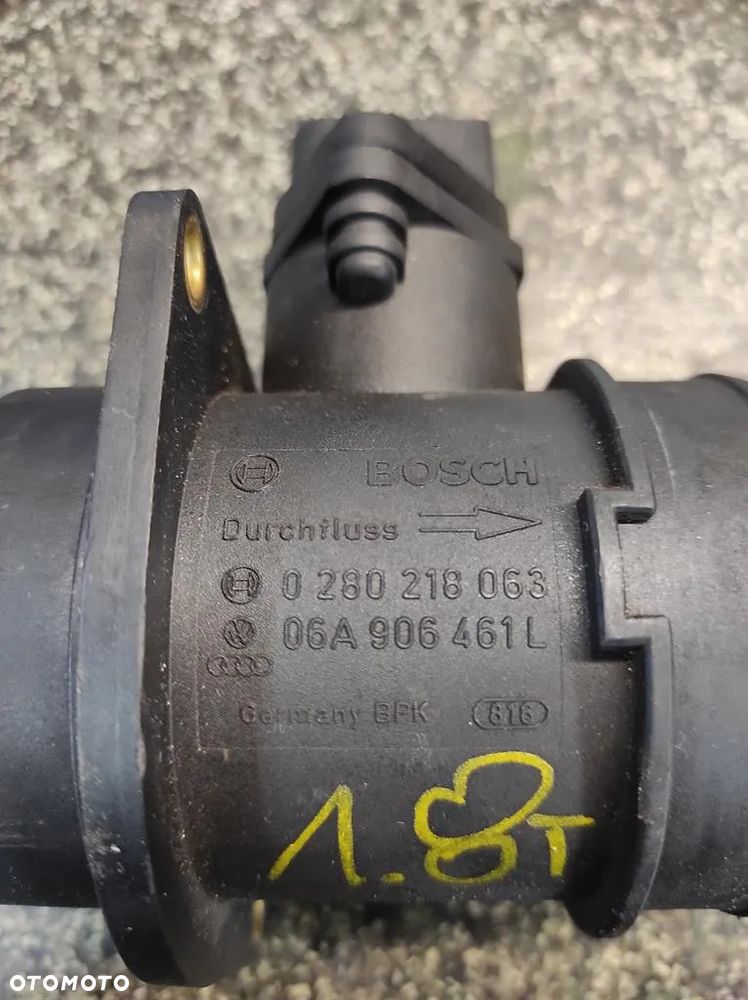 BOSCH
Durchfluss
0 280 218 063
06A 906 461 L
Germany BPK 816
1.8T
OTOMOTO